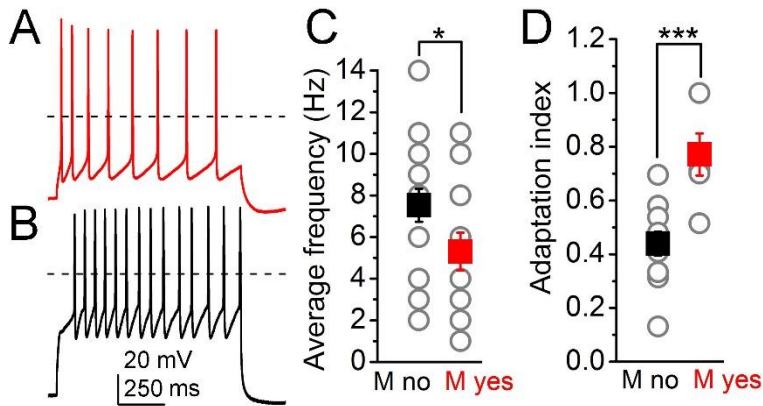 A
B
20 mV
250 ms
C
*
Average frequency (Hz)
14
12
10
8
6
4
2
0
M no M yes
D
***
Adaptation index
1.2
1.0
0.8
0.6
0.4
0.2
0.0
M no M yes